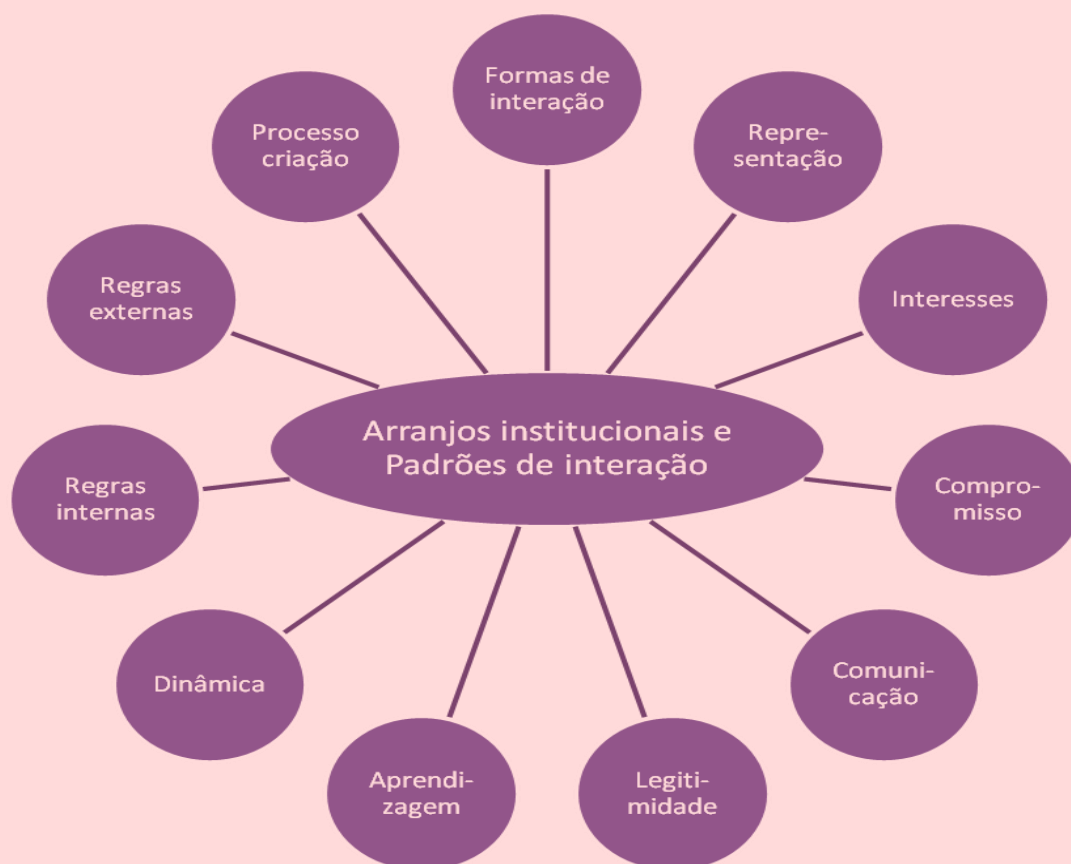 Formas de
interação
Repre-
sentação
Interesses
Compro-
misso
Comuni-
cação
Legiti-
midade
Aprendi-
zagem
Dinâmica
Regras
internas
Regras
externas
Processo
criação
Arranjos institucionais e
Padrões de interação